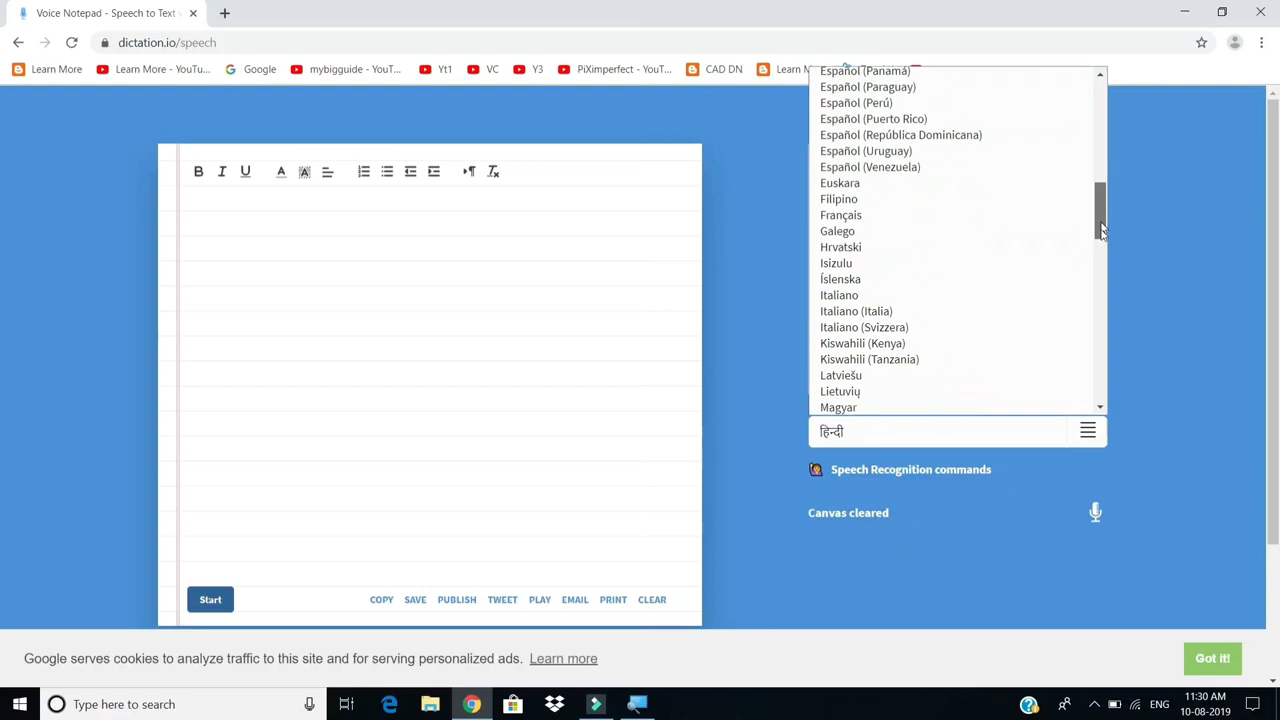 Voice Notepad - Speech to Text
dictation.io/speech
Learn More
Learn More - YouTu...
Google
mybigguide - YouT...
Yt1
VC
Y3
PiXimperfect - YouT...
CAD DN
Learn M
Español (Panamá)
Español (Paraguay)
Español (Perú)
Español (Puerto Rico)
Español (República Dominicana)
Español (Uruguay)
Español (Venezuela)
Euskara
Filipino
Français
Galego
Hrvatski
Isizulu
Íslenska
Italiano
Italiano (Italia)
Italiano (Svizzera)
Kiswahili (Kenya)
Kiswahili (Tanzania)
Latviešu
Lietuvių
Magyar
हिन्दी
Speech Recognition commands
Canvas cleared
Start
COPY SAVE PUBLISH TWEET PLAY EMAIL PRINT CLEAR
Google serves cookies to analyze traffic to this site and for serving personalized ads. Learn more
Got it!
Type here to search
ENG
11:30 AM
10-08-2019